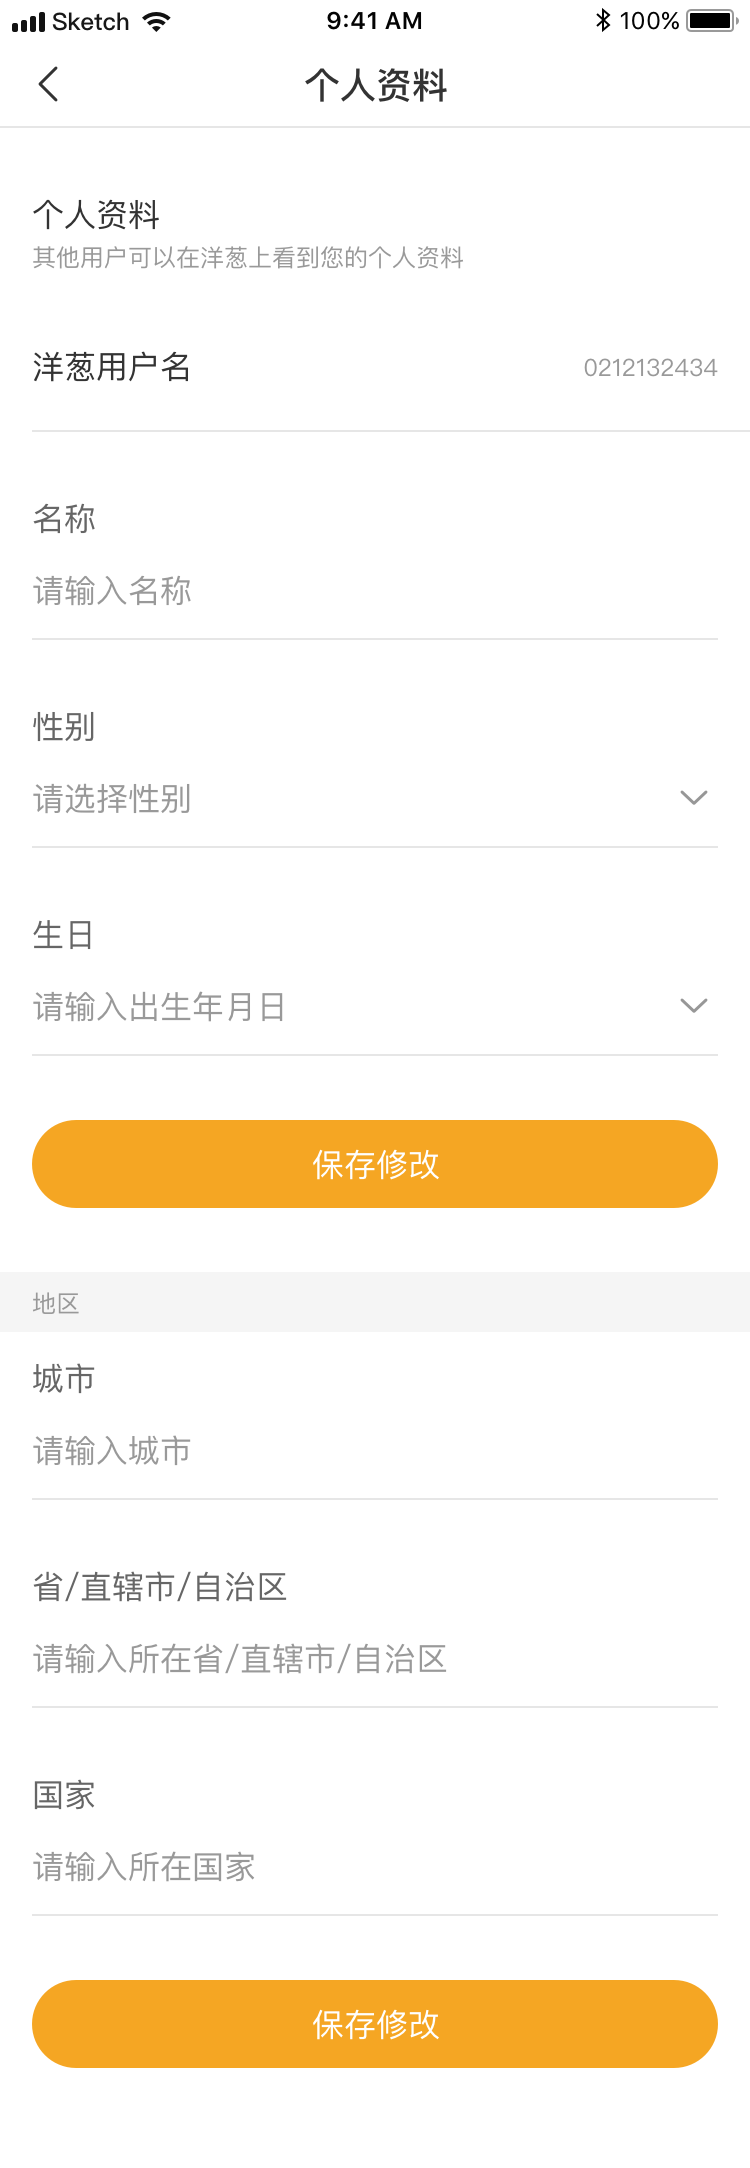 Sketch 9:41 AM 100%
个人资料
个人资料
其他用户可以在洋葱上看到您的个人资料
洋葱用户名 0212132434
名称
请输入名称
性别
请选择性别
生日
请输入出生年月日
保存修改
地区
城市
请输入城市
省/直辖市/自治区
请输入所在省/直辖市/自治区
国家
请输入所在国家
保存修改